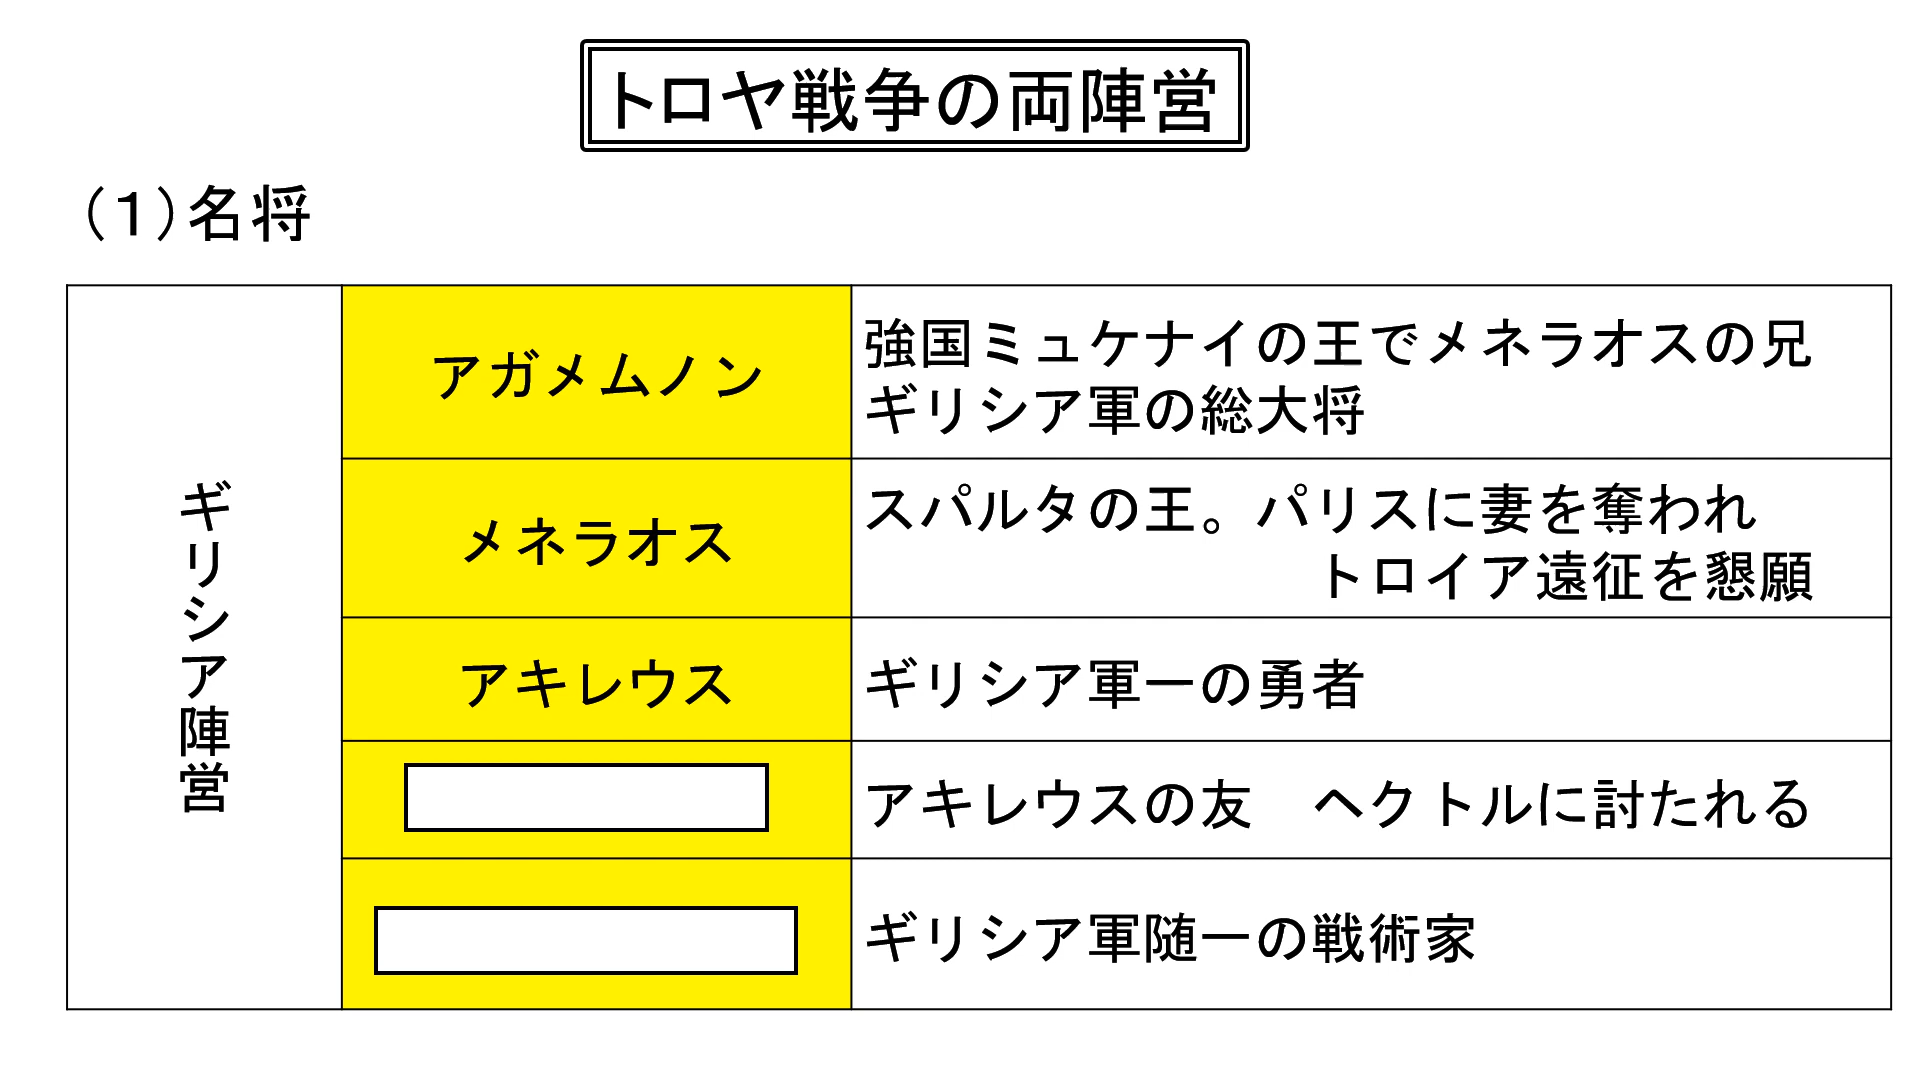 トロヤ戦争の両陣営
（１）名将
ギリシア陣営
アガメムノン
強国ミュケナイの王でメネラオスの兄
ギリシア軍の総大将
メネラオス
スパルタの王。パリスに妻を奪われ
トロイア遠征を懇願
アキレウス
ギリシア軍一の勇者
アキレウスの友　ヘクトルに討たれる
ギリシア軍随一の戦術家